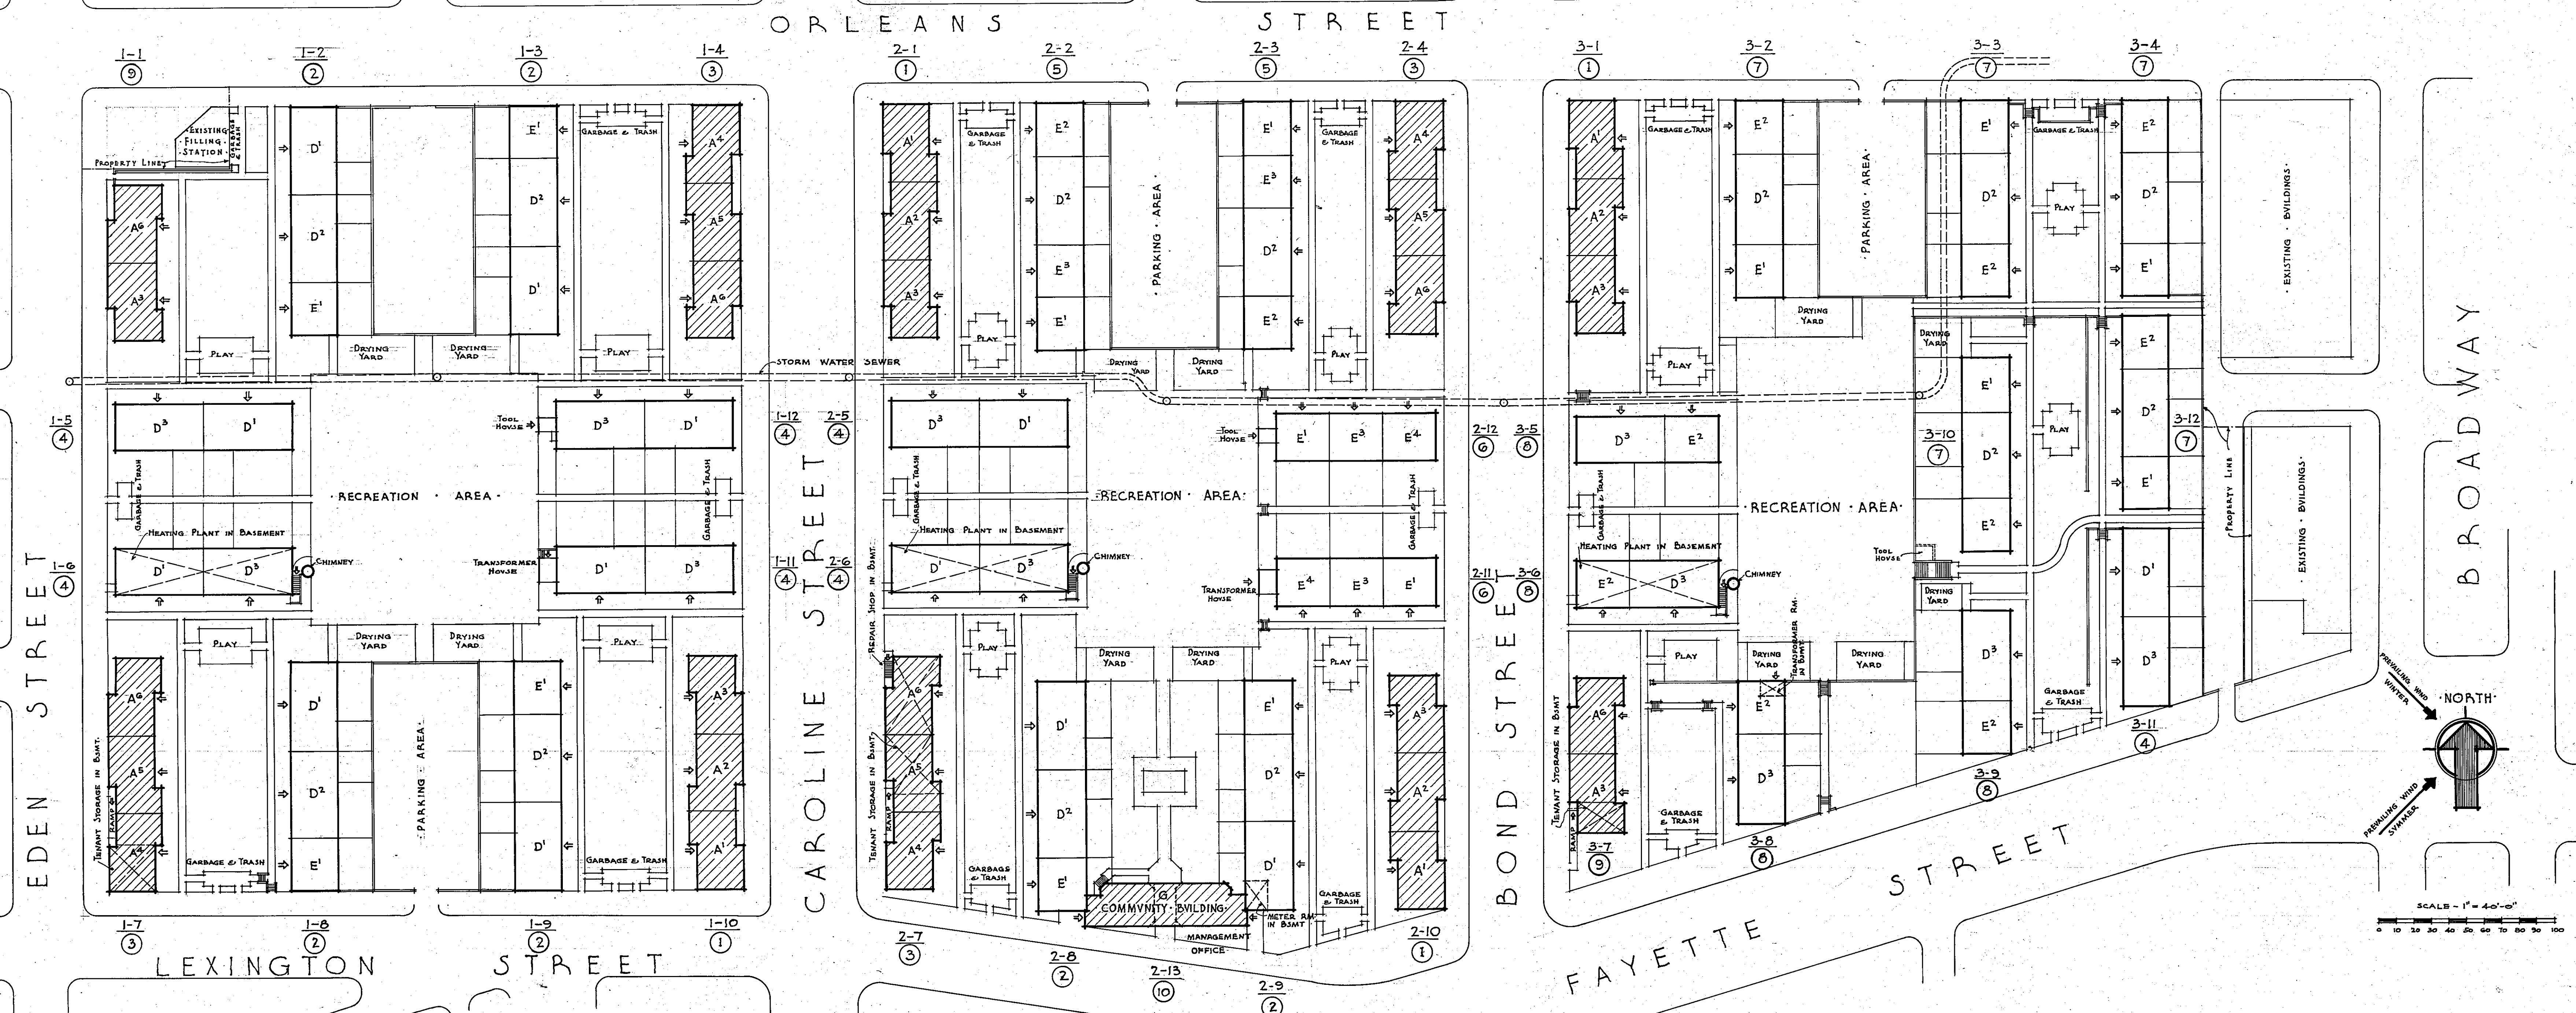 ORLEANS STREET
1-1
9
1-2
2
1-3
2
1-4
3
2-1
1
2-2
5
2-3
5
2-4
3
3-1
1
3-2
7
3-3
7
3-4
7
·EXISTING·
·FILLING·
·STATION·
GARBAGE
& TRASH
PROPERTY LINE
A6
A3
D1
D2
E1
E1
D2
D1
GARBAGE & TRASH
A4
A5
A6
PLAY
DRYING
YARD
DRYING
YARD
PLAY
STORM WATER SEWER
A1
A2
A3
GARBAGE
& TRASH
PLAY
E2
D2
E3
E1
·PARKING·AREA·
E1
E3
D2
E2
GARBAGE
& TRASH
PLAY
A4
A5
A6
DRYING
YARD
DRYING
YARD
A1
A2
A3
GARBAGE & TRASH
PLAY
E2
D2
E1
·PARKING·AREA·
DRYING
YARD
E1
D2
E2
GARBAGE & TRASH
PLAY
E2
D2
E1
·EXISTING·BUILDINGS·
BROADWAY
1-5
4
D3
D1
TOOL
HOUSE
D3
D1
1-12
4
GARBAGE & TRASH
·RECREATION·AREA·
GARBAGE & TRASH
HEATING PLANT IN BASEMENT
1-6
4
D1
D3
CHIMNEY
TRANSFORMER
HOUSE
D1
D3
1-11
4
2-5
4
D3
D1
TOOL
HOUSE
E1
E3
E4
2-12
6
GARBAGE & TRASH
·RECREATION·AREA·
GARBAGE & TRASH
HEATING PLANT IN BASEMENT
2-6
4
D1
D3
CHIMNEY
TRANSFORMER
HOUSE
E4
E3
E1
2-11
6
3-5
8
D3
E2
GARBAGE & TRASH
·RECREATION·AREA·
HEATING PLANT IN BASEMENT
3-6
8
E2
D3
CHIMNEY
DRYING
YARD
3-10
7
E1
D2
E2
TOOL
HOUSE
DRYING
YARD
PLAY
E2
D2
E1
3-12
7
PROPERTY LINE
·EXISTING·BUILDINGS·
EDEN STREET
CAROLINE STREET
BOND STREET
PLAY
DRYING
YARD
DRYING
YARD
PLAY
TENANT STORAGE IN BSMT.
RAMP
A6
A5
A4
GARBAGE & TRASH
D1
D2
E1
·PARKING·AREA·
E1
D2
D1
GARBAGE & TRASH
A3
A2
A1
REPAIR SHOP IN BSMT.
TENANT STORAGE IN BSMT.
RAMP
A6
A5
A4
PLAY
GARBAGE
& TRASH
DRYING
YARD
DRYING
YARD
D1
D2
E1
E1
D2
D1
G
COMMUNITY·BUILDING·
METER RM
IN BSMT
MANAGEMENT
OFFICE·
PLAY
GARBAGE
& TRASH
A3
A2
A1
TENANT STORAGE IN BSMT
RAMP
A6
A3
PLAY
GARBAGE
& TRASH
DRYING
YARD
TRANSFORMER RM.
IN BSMT.
DRYING
YARD
E2
D3
D3
E2
GARBAGE
& TRASH
D1
D3
1-7
3
1-8
2
1-9
2
1-10
1
2-7
3
2-8
2
2-13
10
2-9
2
2-10
1
3-7
9
3-8
8
3-9
8
3-11
4
LEXINGTON STREET
FAYETTE STREET
PREVAILING WIND
WINTER
·NORTH·
PREVAILING WIND
SUMMER
SCALE ~ 1" = 40'-0"
0 10 20 30 40 50 60 70 80 90 100